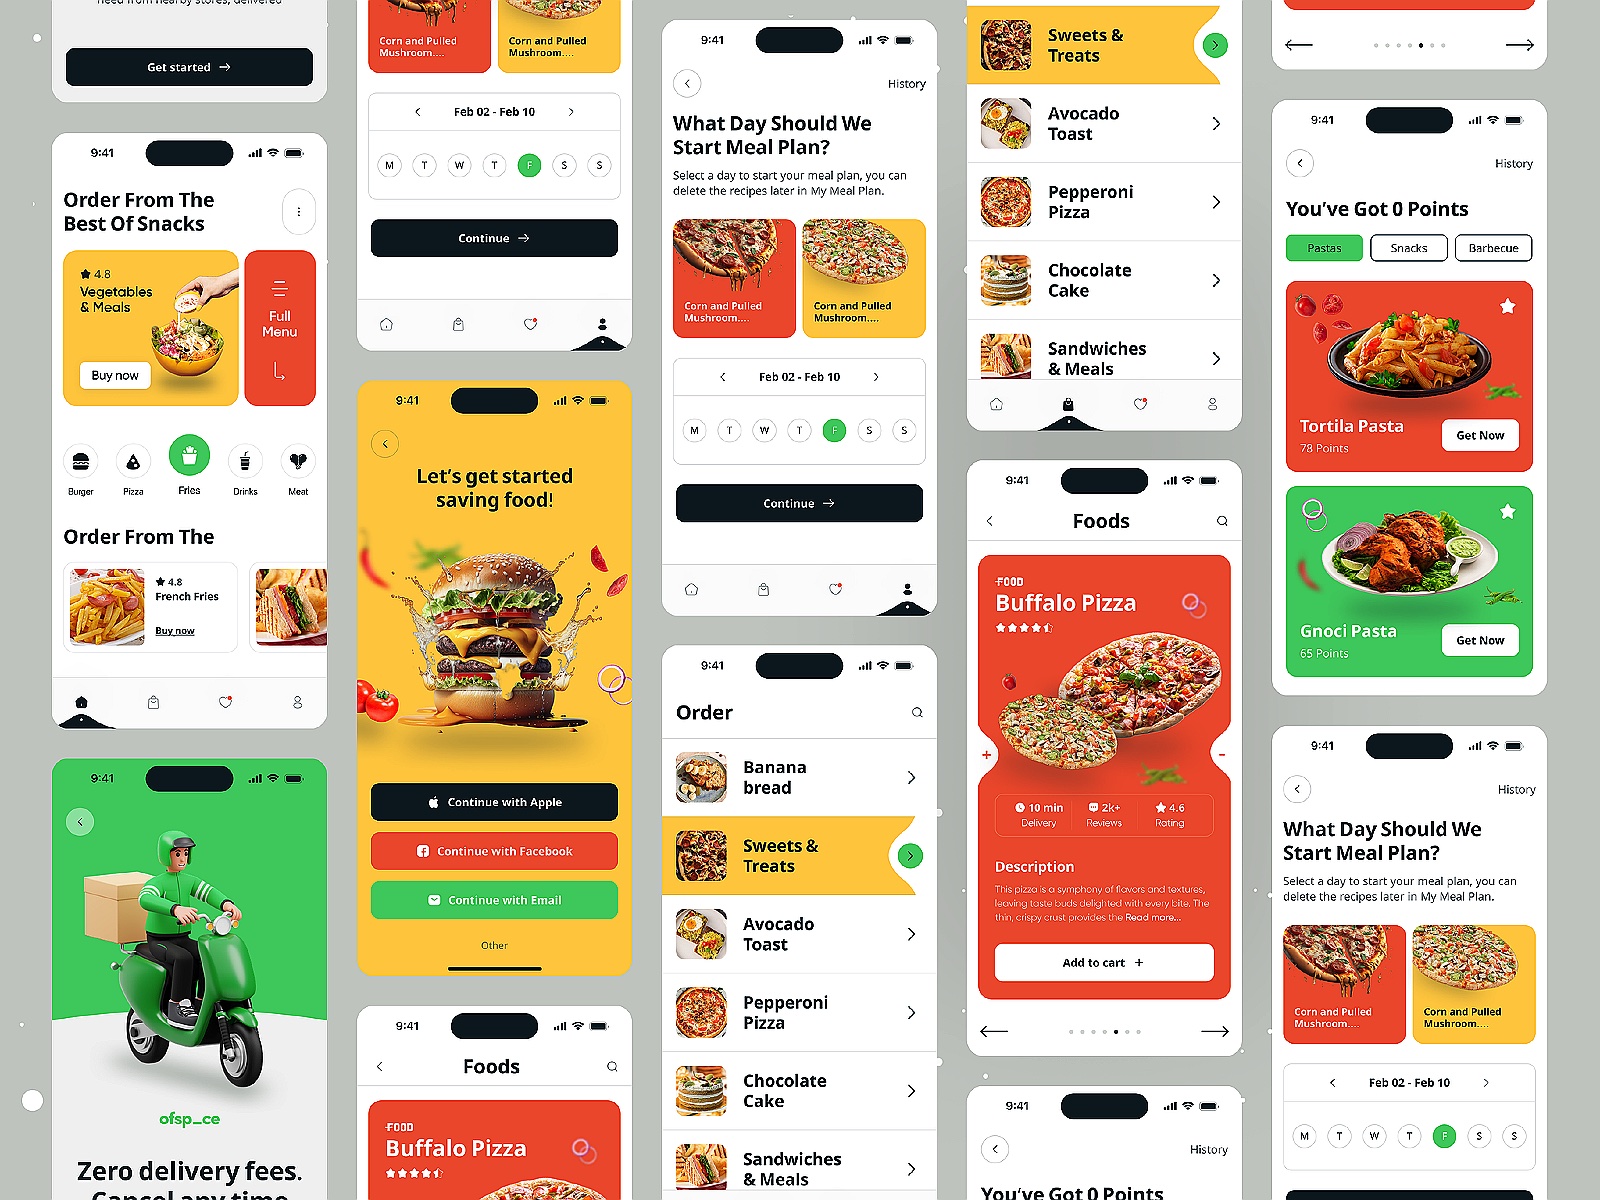 need from nearby stores, delivered
Get started
9:41
Order From The
Best Of Snacks
4.8
Vegetables
& Meals
Buy now
Full
Menu
Burger
Pizza
Fries
Drinks
Meat
Order From The
4.8
French Fries
Buy now
9:41
ofsp_ce
Zero delivery fees.
Cancel any time
Corn and Pulled
Mushroom....
Corn and Pulled
Mushroom....
Feb 02 - Feb 10
M T W T F S S
Continue
9:41
Let's get started
saving food!
Continue with Apple
Continue with Facebook
Continue with Email
Other
9:41
Foods
FOOD
Buffalo Pizza
9:41
History
What Day Should We
Start Meal Plan?
Select a day to start your meal plan, you can
delete the recipes later in My Meal Plan.
Corn and Pulled
Mushroom....
Corn and Pulled
Mushroom....
Feb 02 - Feb 10
M T W T F S S
Continue
9:41
Order
Banana
bread
Sweets &
Treats
Avocado
Toast
Pepperoni
Pizza
Chocolate
Cake
Sandwiches
& Meals
Sweets &
Treats
Avocado
Toast
Pepperoni
Pizza
Chocolate
Cake
Sandwiches
& Meals
9:41
Foods
FOOD
Buffalo Pizza
+ -
10 min
Delivery
2k+
Reviews
4.6
Rating
Description
This pizza is a symphony of flavors and textures,
leaving taste buds delighted with every bite. The
thin, crispy crust provides the Read more...
Add to cart +
9:41
History
You've Got 0 Points
9:41
History
You've Got 0 Points
Pastas
Snacks
Barbecue
Tortila Pasta
78 Points
Get Now
Gnoci Pasta
65 Points
Get Now
9:41
History
What Day Should We
Start Meal Plan?
Select a day to start your meal plan, you can
delete the recipes later in My Meal Plan.
Corn and Pulled
Mushroom....
Corn and Pulled
Mushroom....
Feb 02 - Feb 10
M T W T F S S